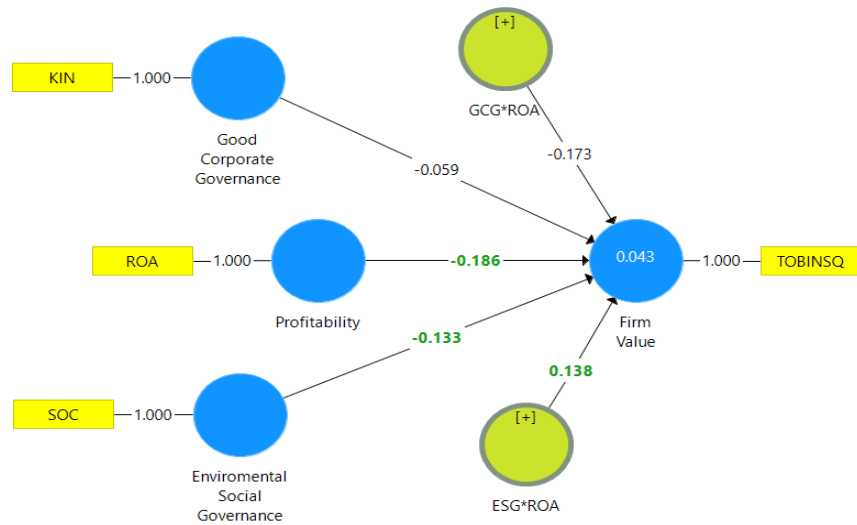 [+]
KIN
1.000
GCG*ROA
Good
Corporate
Governance
-0.173
-0.059
ROA
1.000
-0.186
0.043
1.000
TOBINSQ
Profitability
Firm
Value
-0.133
0.138
SOC
1.000
[+]
Enviromental
Social
Governance
ESG*ROA